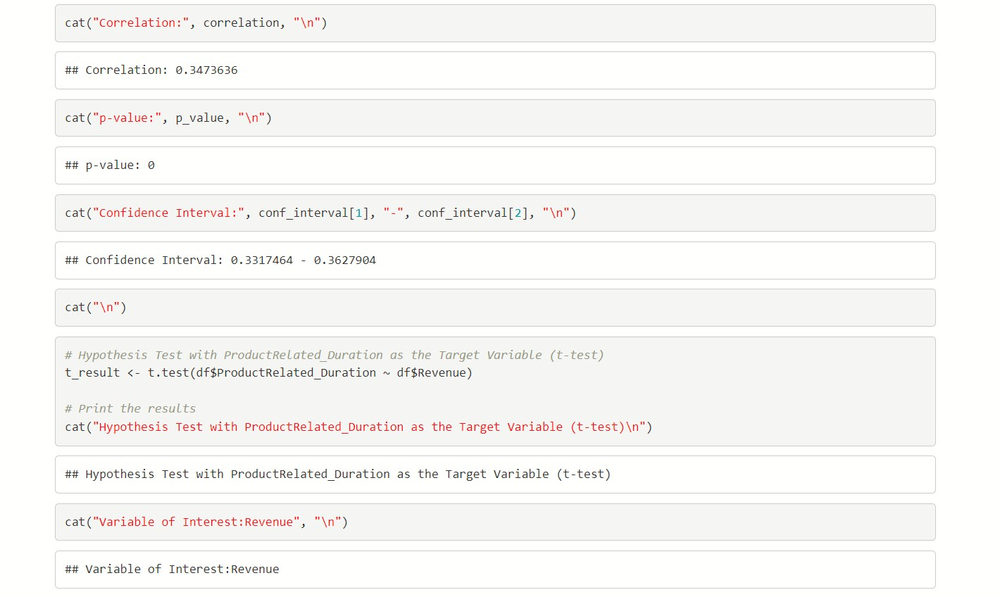 cat("Correlation:", correlation, "\n")
## Correlation: 0.3473636
cat("p-value:", p_value, "\n")
## p-value: 0
cat("Confidence Interval:", conf_interval[1], "-", conf_interval[2], "\n")
## Confidence Interval: 0.3317464 - 0.3627904
cat("\n")
# Hypothesis Test with ProductRelated_Duration as the Target Variable (t-test)
t_result <- t.test(df$ProductRelated_Duration ~ df$Revenue)
# Print the results
cat("Hypothesis Test with ProductRelated_Duration as the Target Variable (t-test)\n")
## Hypothesis Test with ProductRelated_Duration as the Target Variable (t-test)
cat("Variable of Interest:Revenue", "\n")
## Variable of Interest:Revenue